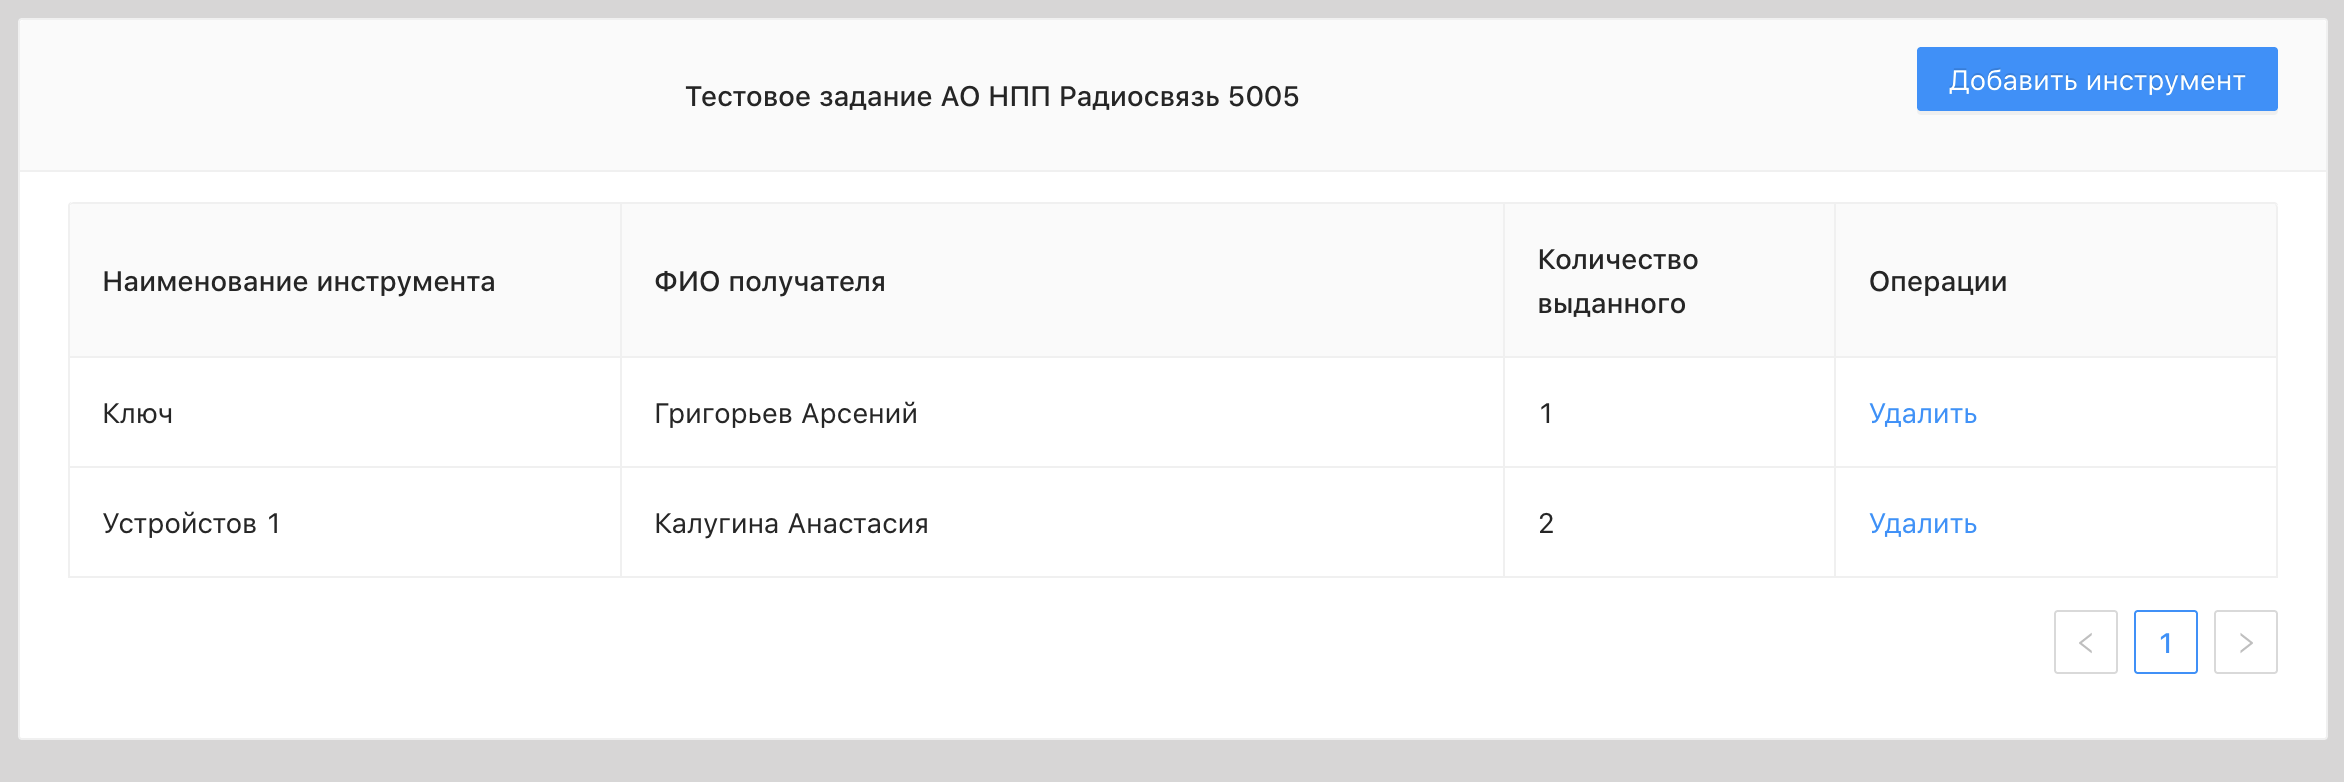 Тестовое задание АО НПП Радиосвязь 5005
Добавить инструмент
Наименование инструмента
ФИО получателя
Количество
выданного
Операции
Ключ
Григорьев Арсений
1
Удалить
Устройстов 1
Калугина Анастасия
2
Удалить
< 1 >